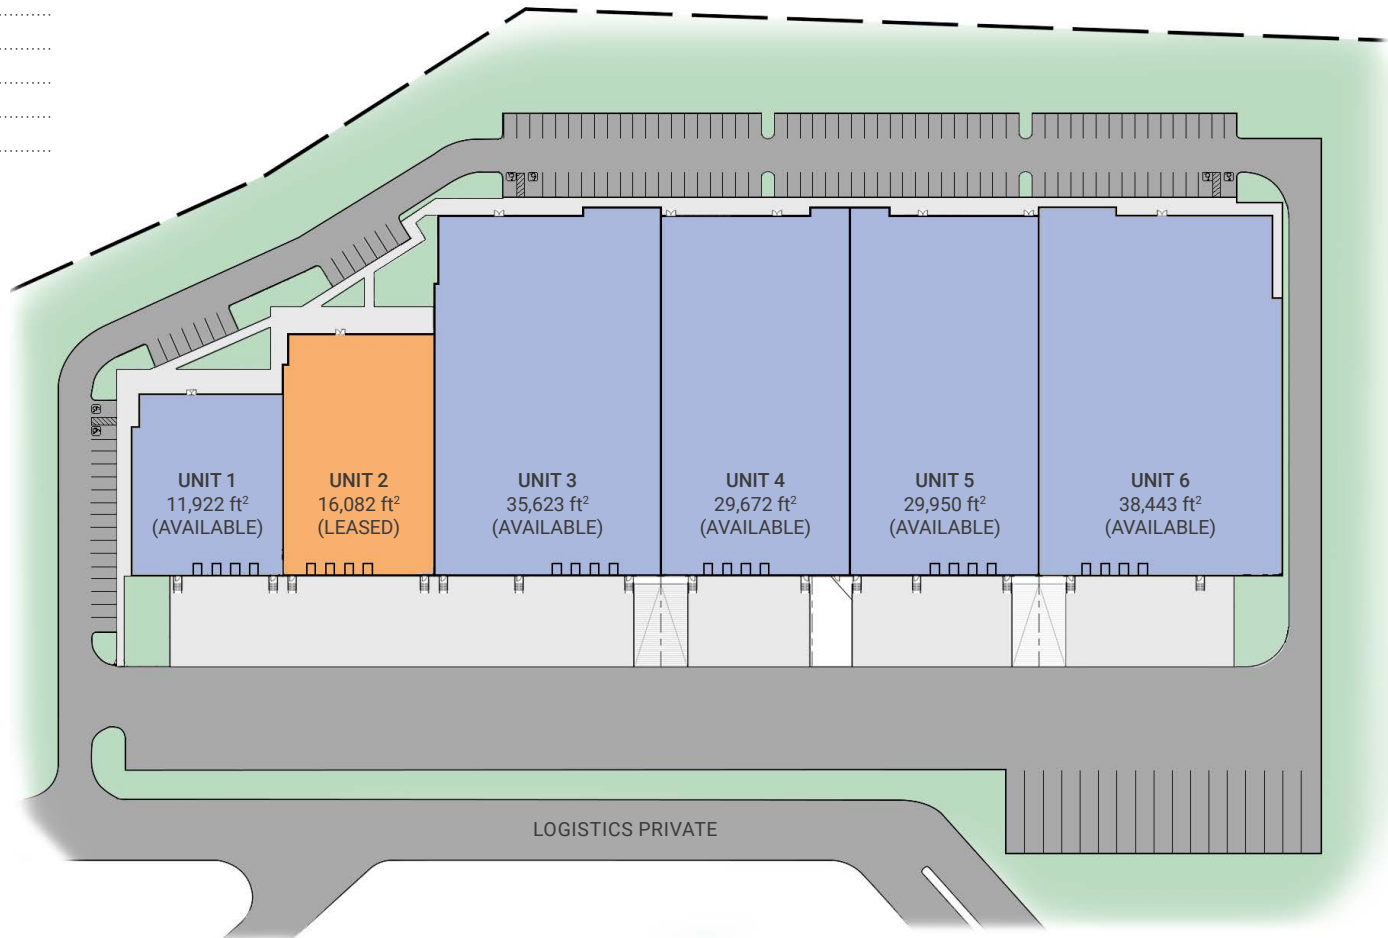 UNIT 1
11,922 ft²
(AVAILABLE)
UNIT 2
16,082 ft²
(LEASED)
UNIT 3
35,623 ft²
(AVAILABLE)
UNIT 4
29,672 ft²
(AVAILABLE)
UNIT 5
29,950 ft²
(AVAILABLE)
UNIT 6
38,443 ft²
(AVAILABLE)
LOGISTICS PRIVATE